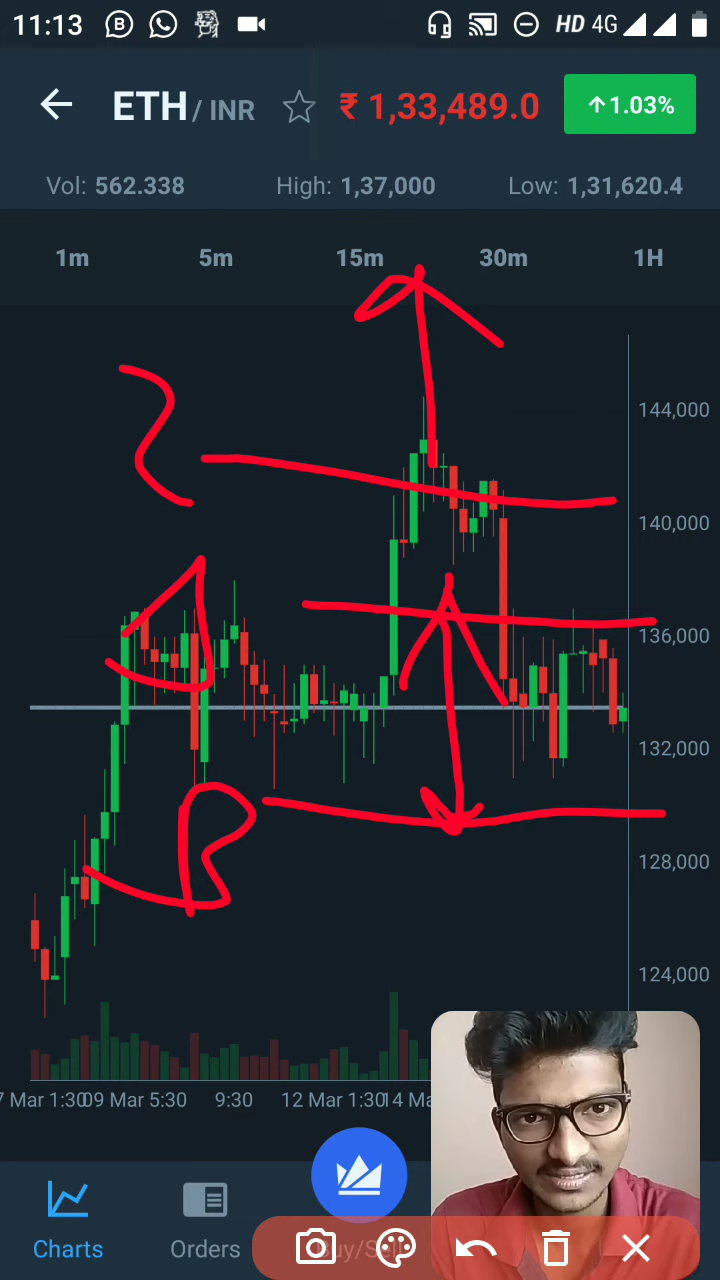 11:13 HD 4G
ETH / INR ₹ 1,33,489.0 ↑1.03%
Vol: 562.338 High: 1,37,000 Low: 1,31,620.4
1m 5m 15m 30m 1H
144,000
140,000
136,000
132,000
128,000
124,000
Mar 1:30 09 Mar 5:30 9:30 12 Mar 1:30 14
Charts Orders Buy/Sell